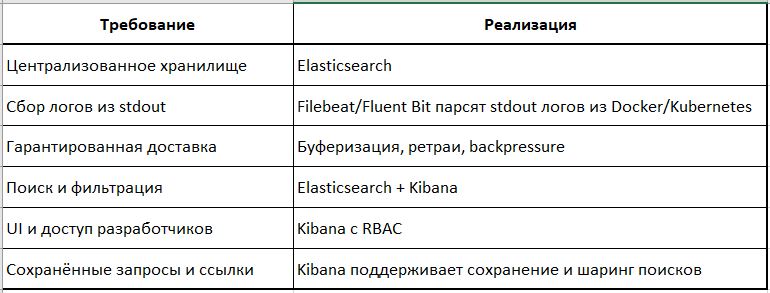 Требование Реализация
Централизованное хранилище Elasticsearch
Сбор логов из stdout Filebeat/Fluent Bit парсят stdout логов из Docker/Kubernetes
Гарантированная доставка Буферизация, ретраи, backpressure
Поиск и фильтрация Elasticsearch + Kibana
UI и доступ разработчиков Kibana с RBAC
Сохранённые запросы и ссылки Kibana поддерживает сохранение и шаринг поисков